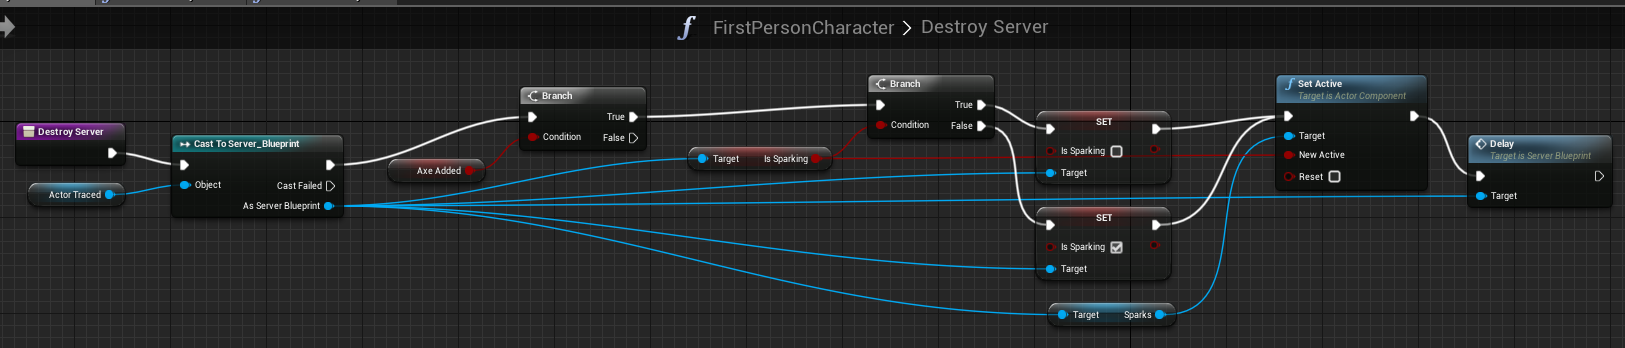 FirstPersonCharacter > Destroy Server
Destroy Server
Actor Traced
Cast To Server_Blueprint
Object
Cast Failed
As Server Blueprint
Axe Added
Branch
True
Condition
False
Target
Is Sparking
Branch
True
Condition
False
SET
Is Sparking
Target
SET
Is Sparking
Target
Target
Sparks
Set Active
Target is Actor Component
Target
New Active
Reset
Delay
Target is Server Blueprint
Target